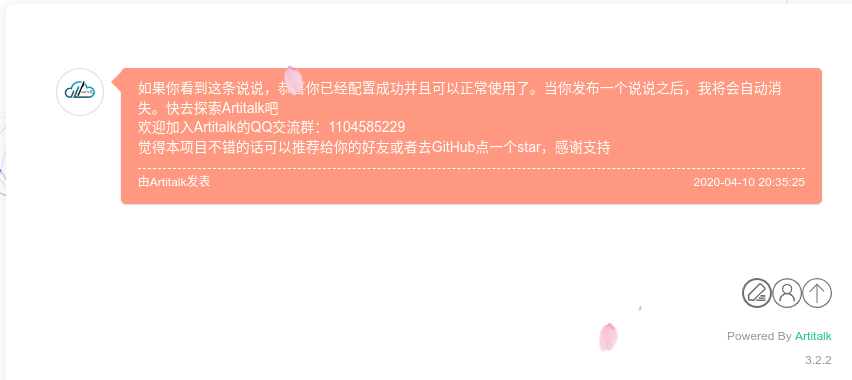 如果你看到这条说说，恭喜你已经配置成功并且可以正常使用了。当你发布一个说说之后，我将会自动消
失。快去探索Artitalk吧
欢迎加入Artitalk的QQ交流群：1104585229
觉得本项目不错的话可以推荐给你的好友或者去GitHub点一个star，感谢支持
由Artitalk发表
2020-04-10 20:35:25
Powered By Artitalk
3.2.2